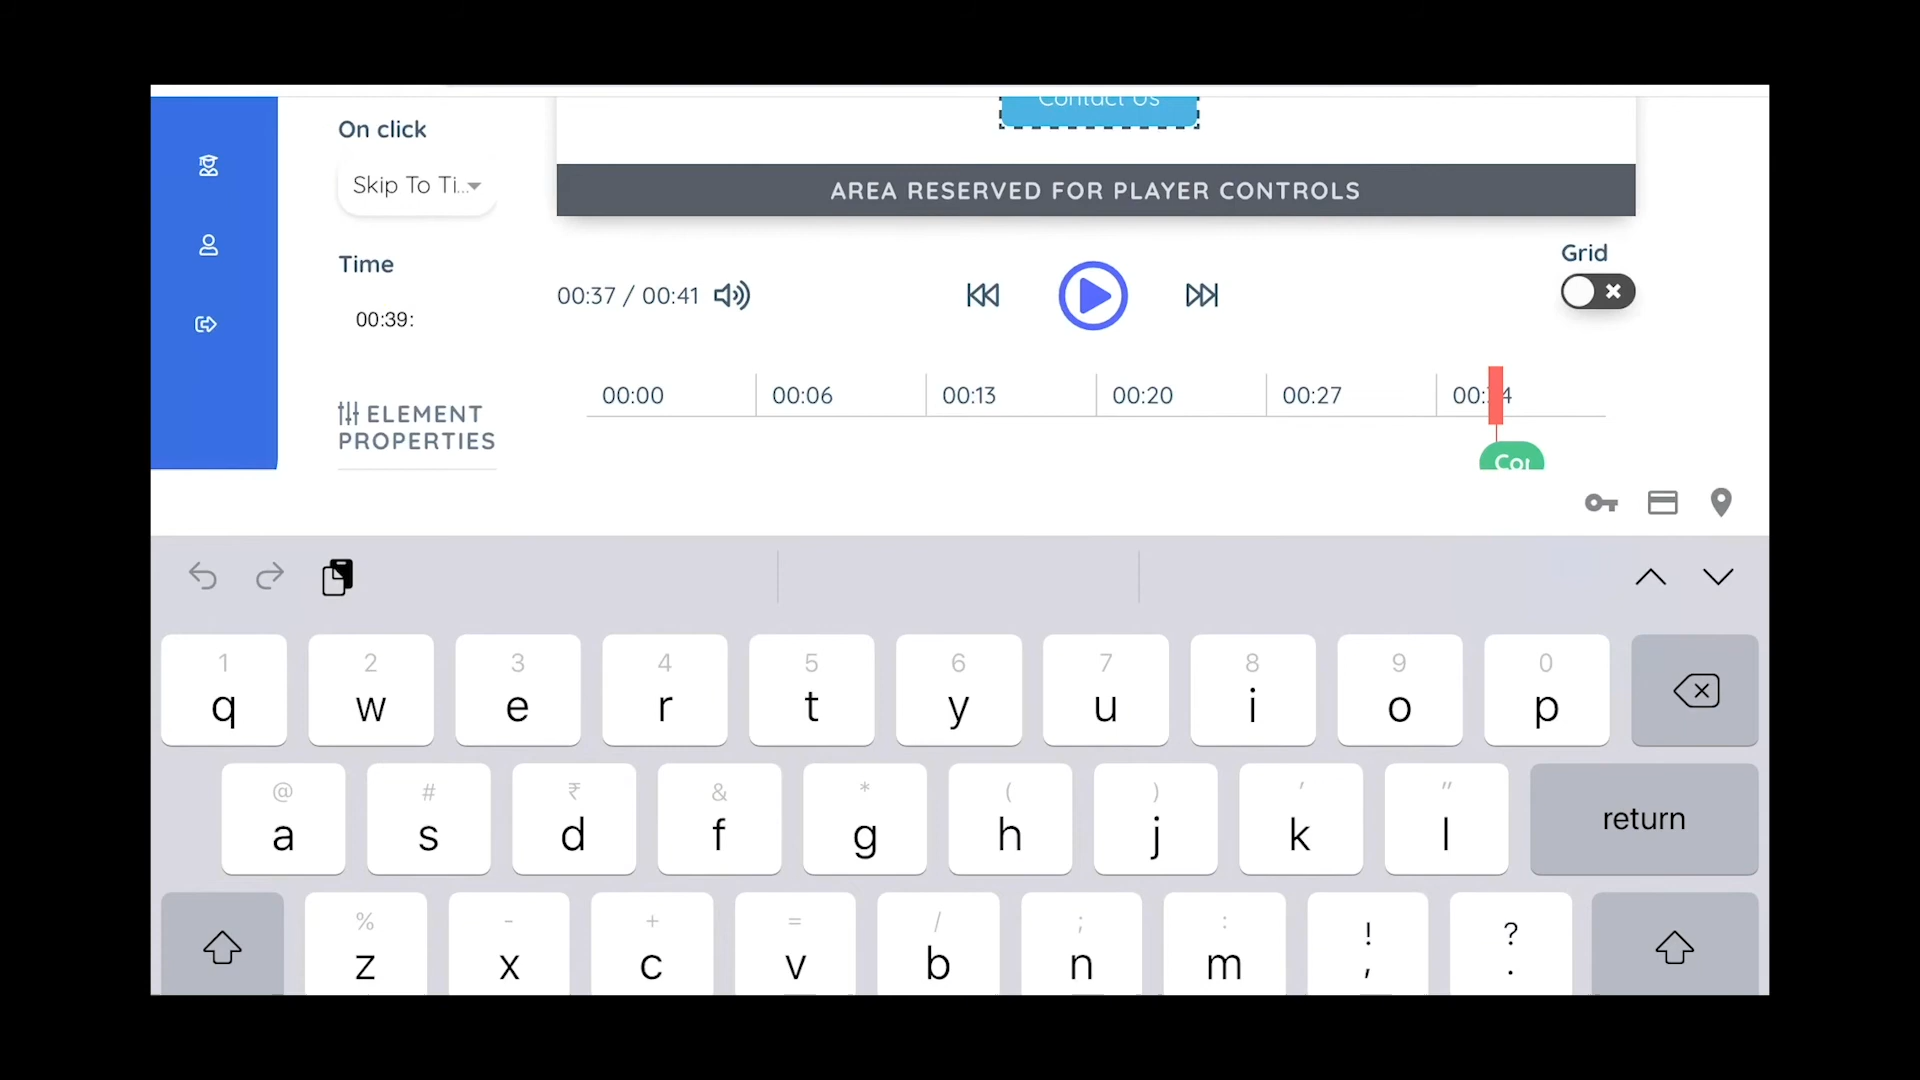 Contact Us
On click
Skip To Ti...
AREA RESERVED FOR PLAYER CONTROLS
Time
Grid
00:37 / 00:41
00:39:
00:00 00:06 00:13 00:20 00:27
ELEMENT
PROPERTIES
1 2 3 4 5 6 7 8 9 0
q w e r t y u i o p
@ # ₹ & * ( ) ' "
a s d f g h j k l
return
% - + = / ; : ! ?
z x c v b n m , .